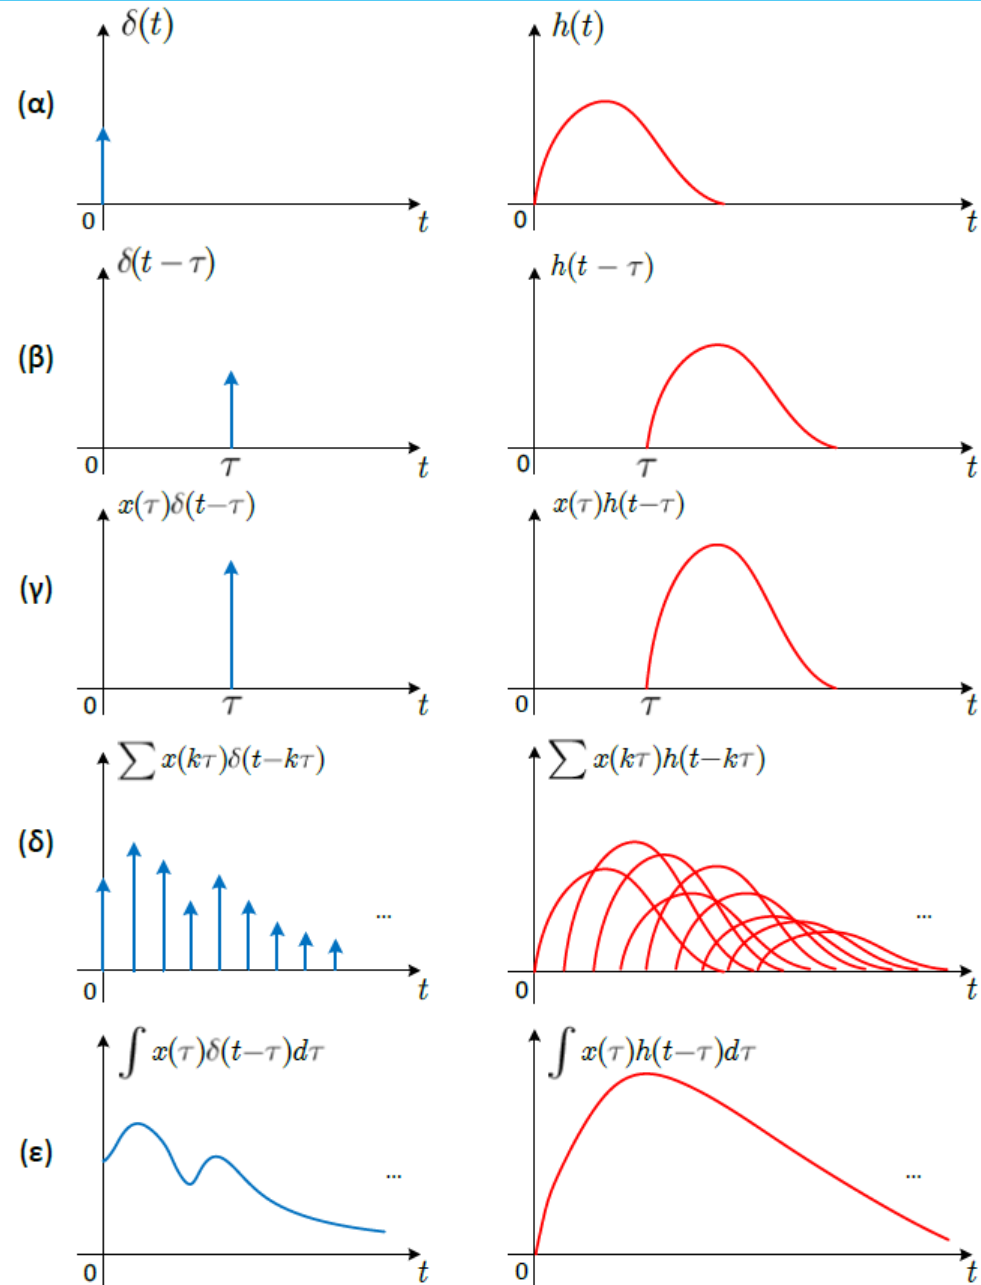 δ(t) h(t)
(α)
0 t 0 t
δ(t − τ) h(t − τ)
(β)
0 τ t 0 τ t
x(τ)δ(t−τ) x(τ)h(t−τ)
(γ)
0 τ t 0 τ t
∑ x(kτ)δ(t−kτ) ∑ x(kτ)h(t−kτ)
(δ)
... ...
0 t 0 t
∫ x(τ)δ(t−τ)dτ ∫ x(τ)h(t−τ)dτ
(ε)
... ...
0 t 0 t